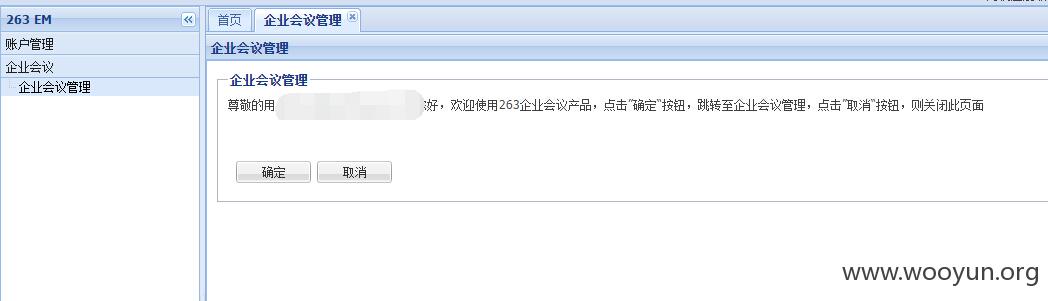 263 EM
首页
企业会议管理
账户管理
企业会议管理
企业会议
企业会议管理
企业会议管理
尊敬的用 好，欢迎使用263企业会议产品，点击"确定"按钮，跳转至企业会议管理，点击"取消"按钮，则关闭此页面
确定
取消
www.wooyun.org